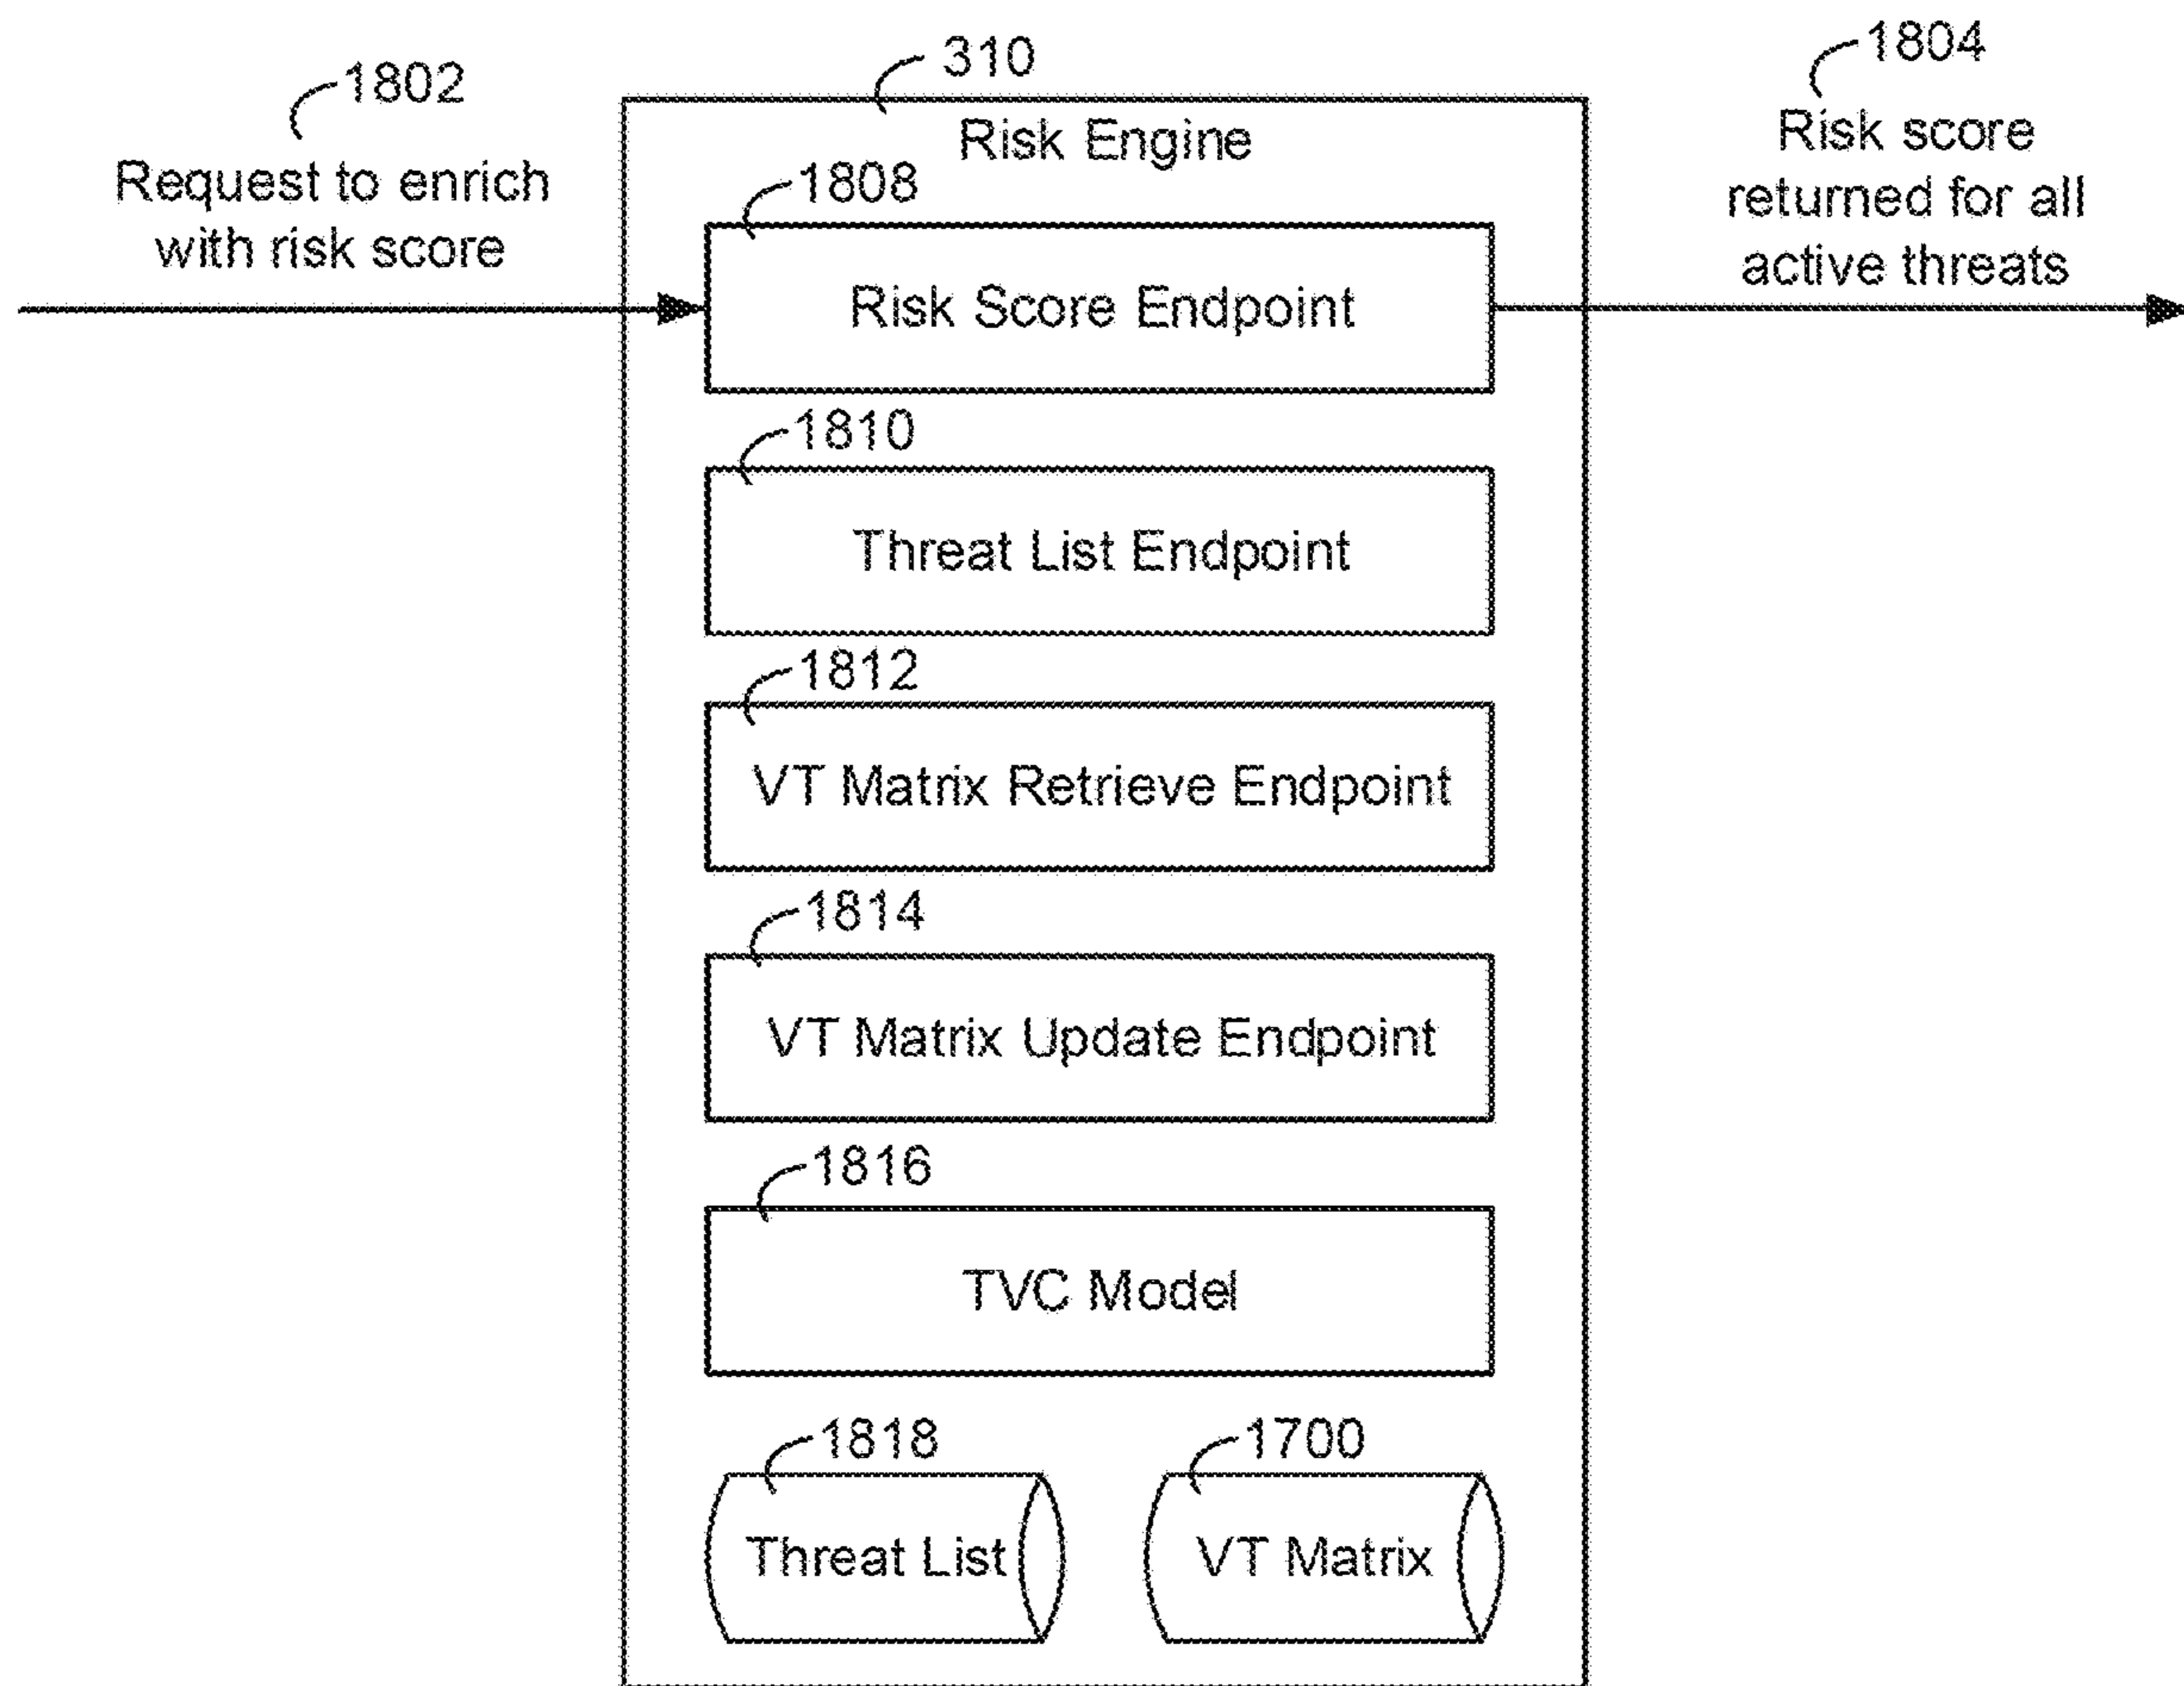 310
1804
1802
Risk Engine
Risk score
returned for all
active threats
Request to enrich
with risk score
1808
Risk Score Endpoint
1810
Threat List Endpoint
1812
VT Matrix Retrieve Endpoint
1814
VT Matrix Update Endpoint
1816
TVC Model
1818
1700
Threat List
VT Matrix